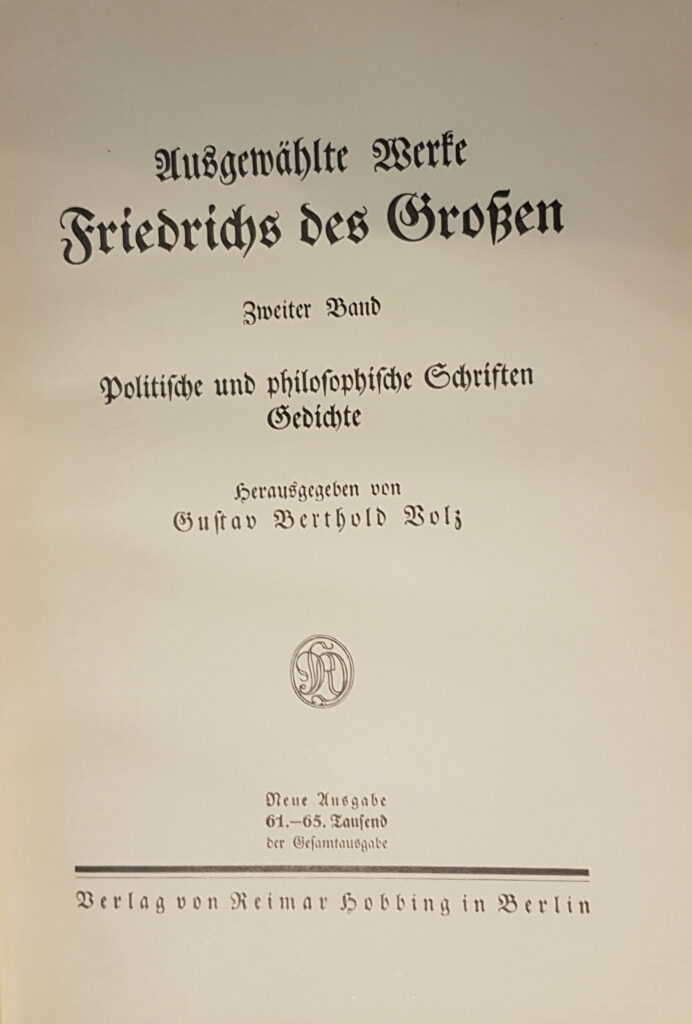 Ausgewählte Werke
Friedrichs des Großen
Zweiter Band
Politische und philosophische Schriften
Gedichte
Herausgegeben von
Gustav Berthold Volz
Neue Ausgabe
61.—65. Tausend
der Gesamtausgabe
Verlag von Reimar Hobbing in Berlin